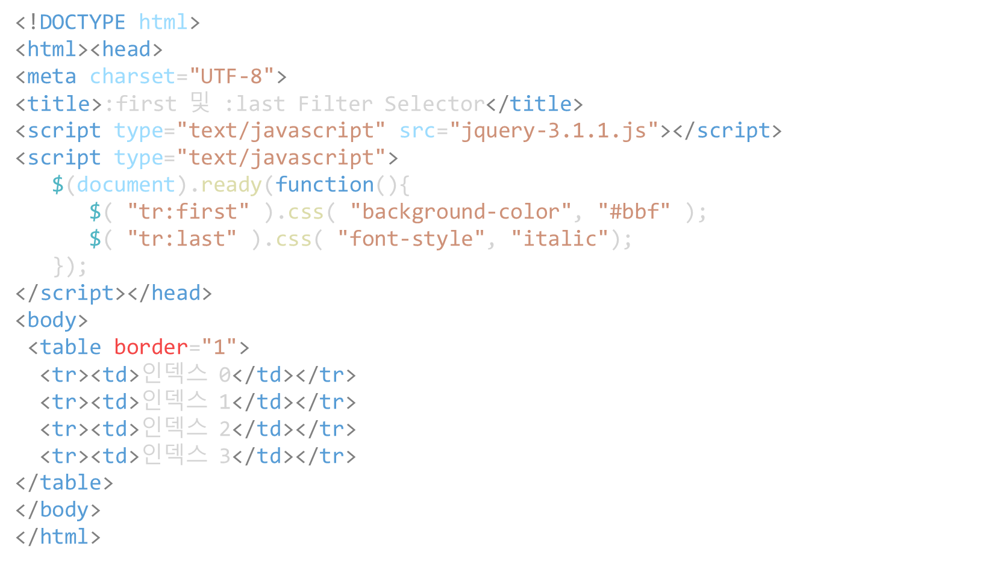 <!DOCTYPE html>
<html><head>
<meta charset="UTF-8">
<title>:first 및 :last Filter Selector</title>
<script type="text/javascript" src="jquery-3.1.1.js"></script>
<script type="text/javascript">
   $(document).ready(function(){
      $( "tr:first" ).css( "background-color", "#bbf" );
      $( "tr:last" ).css( "font-style", "italic");
   });
</script></head>
<body>
 <table border="1">
  <tr><td>인덱스 0</td></tr>
  <tr><td>인덱스 1</td></tr>
  <tr><td>인덱스 2</td></tr>
  <tr><td>인덱스 3</td></tr>
</table>
</body>
</html>